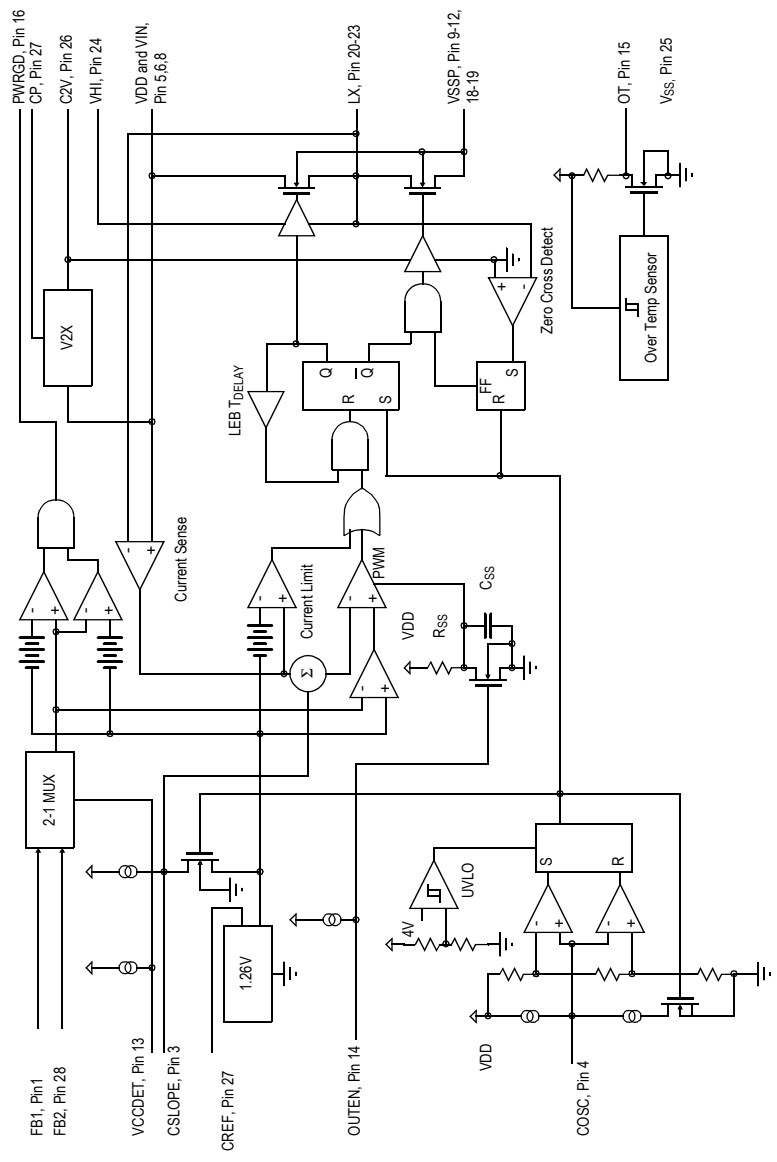 PWRGD, Pin 16
CP, Pin 27
C2V, Pin 26
VHI, Pin 24
VDD and VIN,
Pin 5,6,8
LX, Pin 20-23
VSSP, Pin 9-12,
18-19
OT, Pin 15
VSS, Pin 25
V2X
-
+
-
+
-
+
Current Sense
LEB TDELAY
R
Q
S
Q
FF
R
S
+
-
Zero Cross Detect
Over Temp Sensor
-
+
Current Limit
-
+
PWM
Σ
-
+
VDD
RSS
CSS
2-1 MUX
1.26V
4V
UVLO
S
R
-
+
-
+
VDD
FB1, Pin1
FB2, Pin 28
VCCDET, Pin 13
CSLOPE, Pin 3
CREF, Pin 27
OUTEN, Pin 14
COSC, Pin 4